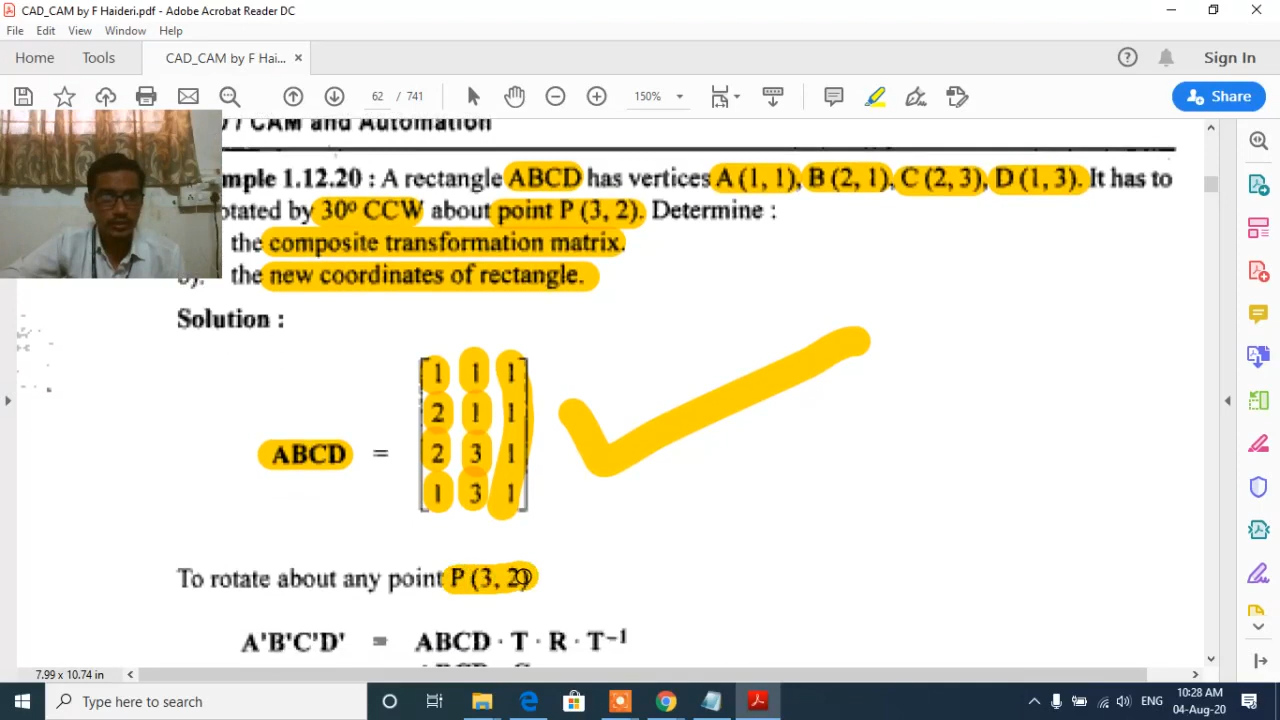 CAD_CAM by F Haideri.pdf - Adobe Acrobat Reader DC
File Edit View Window Help
Home Tools CAD_CAM by F Hai... ×
Sign In
62 / 741 150% Share
/ CAM and Automation
mple 1.12.20 : A rectangle ABCD has vertices A (1, 1), B (2, 1), C (2, 3), D (1, 3). It has to
otated by 30° CCW about point P (3, 2). Determine :
the composite transformation matrix.
the new coordinates of rectangle.
Solution :
1 1 1
2 1 1
ABCD = 2 3 1
1 3 1
To rotate about any point P (3, 2)
A'B'C'D' = ABCD · T · R · T⁻¹
7.99 x 10.74 in
Type here to search
10:28 AM
ENG
04-Aug-20